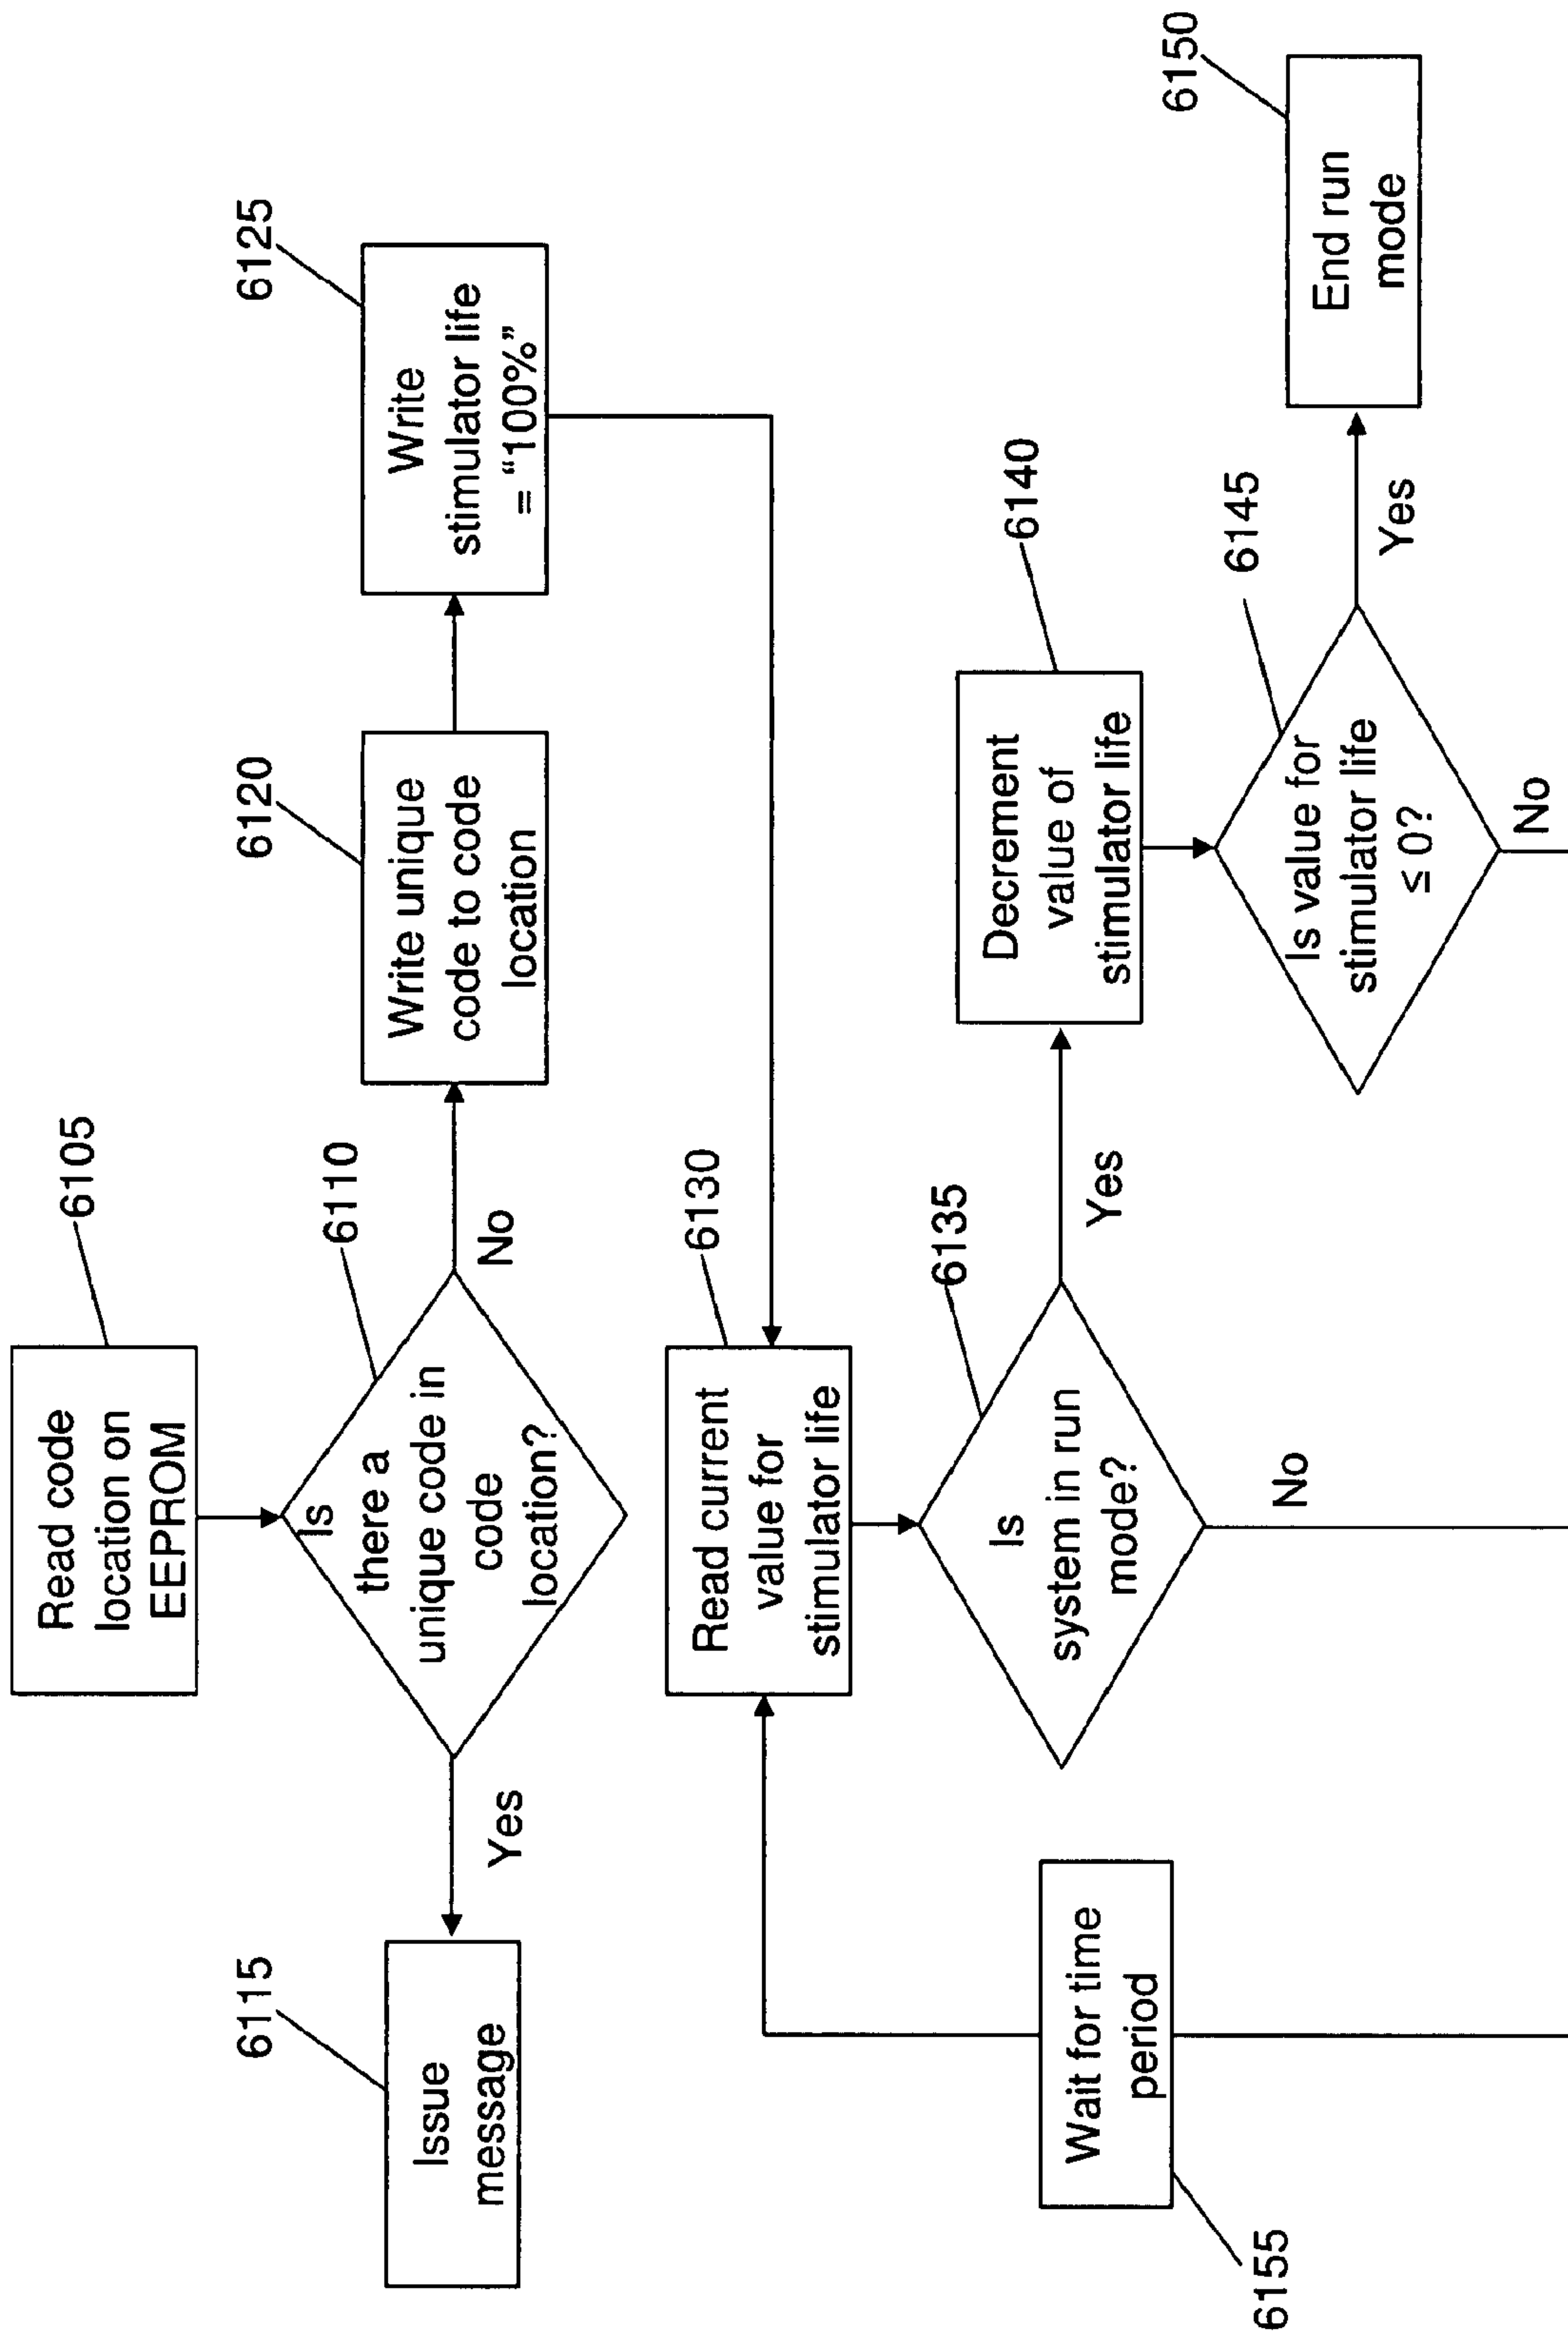 6105
Read code
location on
EEPROM
6110
Is
there a
unique code in
code
location?
Yes
No
6115
Issue
message
6120
Write unique
code to code
location
6125
Write
stimulator life
= “100%”
6130
Read current
value for
stimulator life
6135
Is
system in run
mode?
Yes
No
6140
Decrement
value of
stimulator life
6145
Is value for
stimulator life
≤ 0?
Yes
No
6150
End run
mode
Wait for time
period
6155